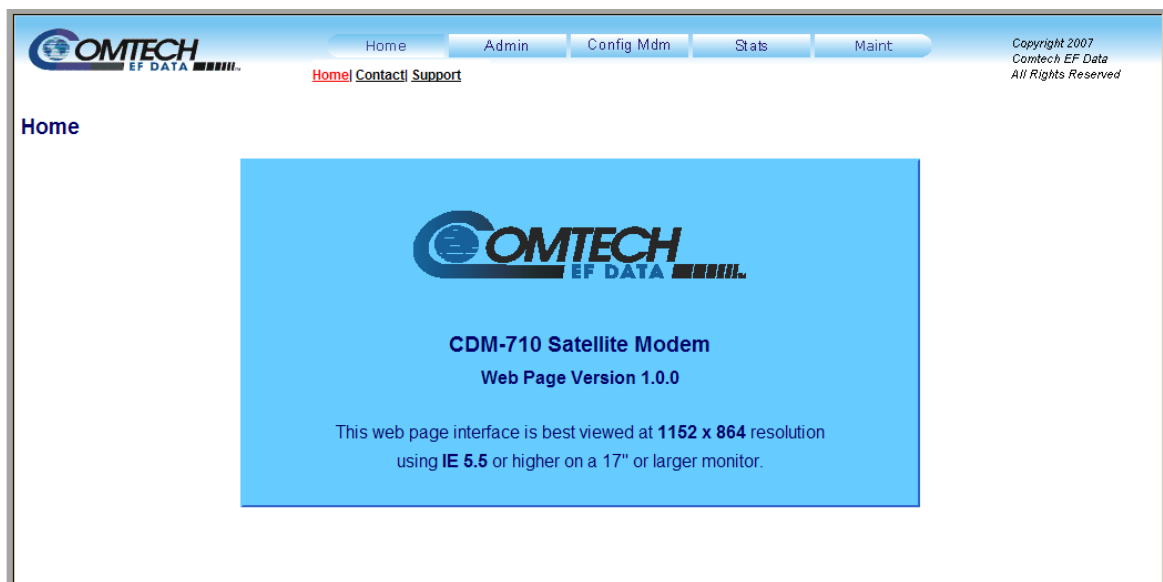 COMTECH
EF DATA
Home Admin Config Mdm Stats Maint
Home| Contact| Support
Copyright 2007
Comtech EF Data
All Rights Reserved
Home
COMTECH
EF DATA
CDM-710 Satellite Modem
Web Page Version 1.0.0
This web page interface is best viewed at 1152 x 864 resolution
using IE 5.5 or higher on a 17" or larger monitor.